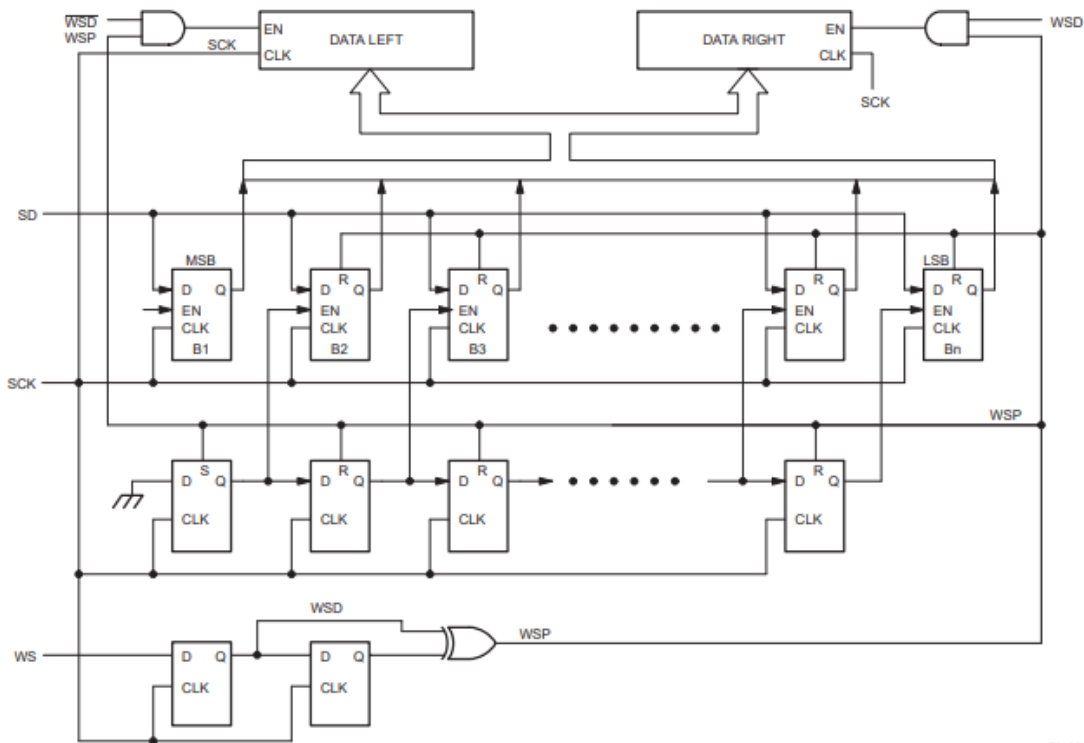 W̅S̅D̅
WSP
EN
CLK
SCK
DATA LEFT
DATA RIGHT
EN
CLK
WSD
SCK
SD
MSB
D
Q
EN
CLK
B1
R
D
Q
EN
CLK
B2
R
D
Q
EN
CLK
B3
R
D
Q
EN
CLK
LSB
R
D
Q
EN
CLK
Bn
SCK
WSP
S
D
Q
CLK
R
D
Q
CLK
R
D
Q
CLK
R
D
Q
CLK
WSD
WS
D
Q
CLK
D
Q
CLK
WSP